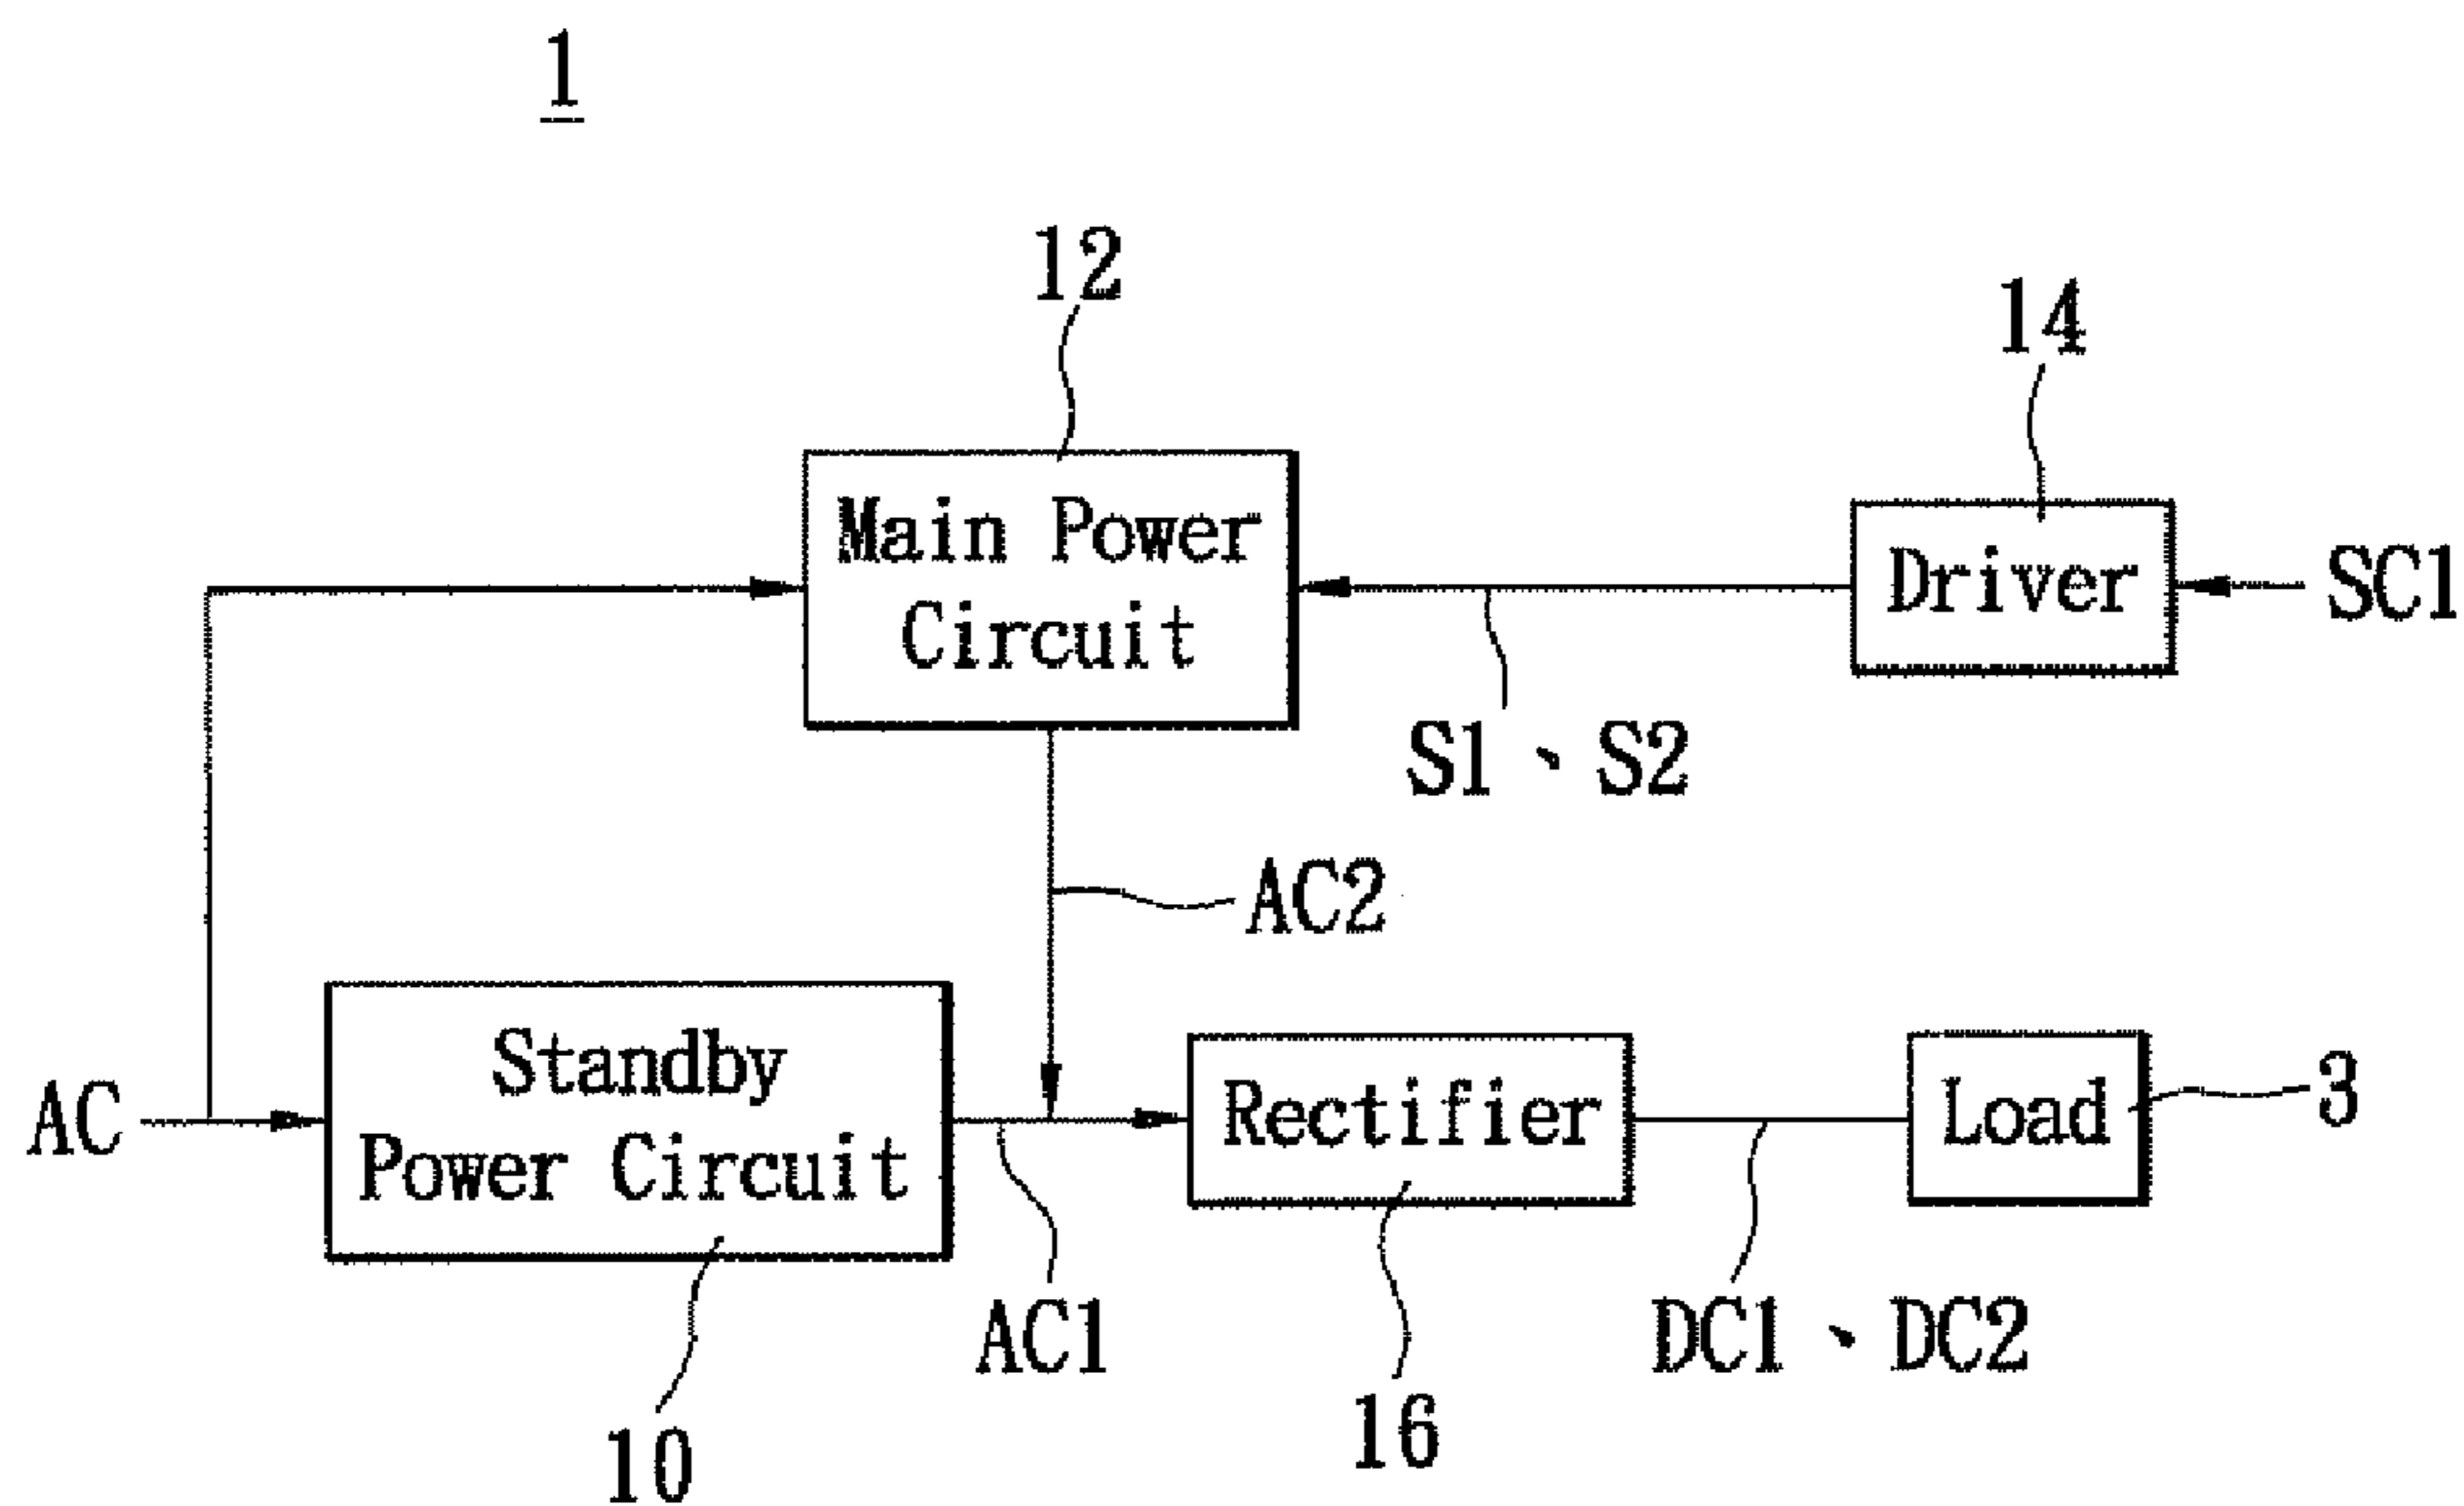 1
12
14
Main Power
Circuit
Driver
SC1
S1、S2
AC2
Standby
Power Circuit
AC
Rectifier
Load
3
AC1
DC1、DC2
10
16